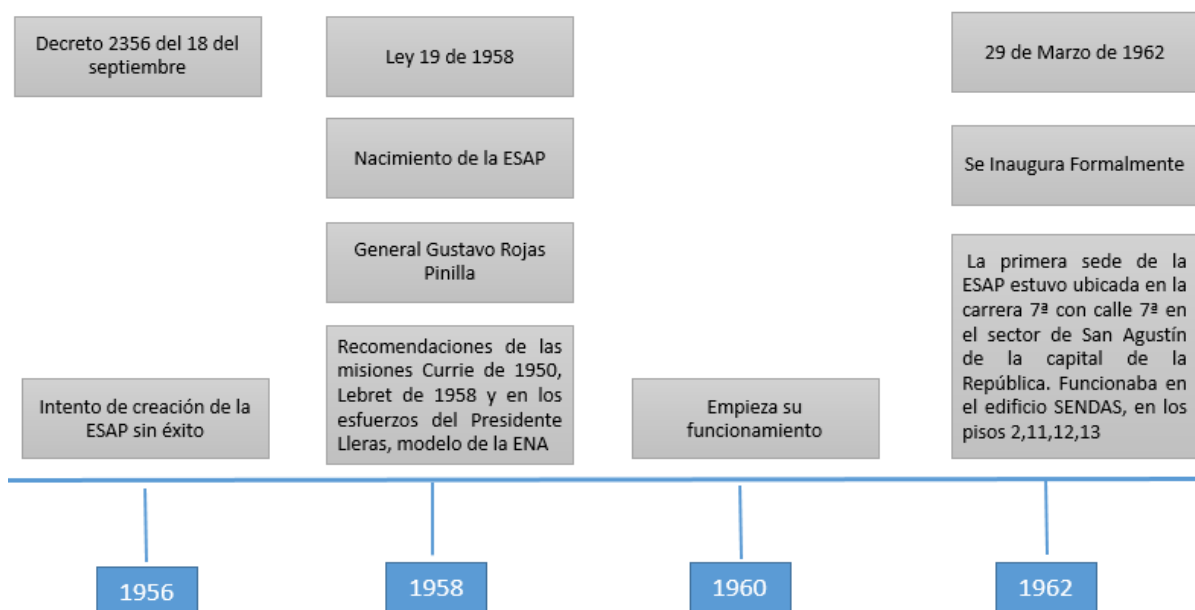 Decreto 2356 del 18 del
septiembre
Intento de creación de la
ESAP sin éxito
1956
Ley 19 de 1958
Nacimiento de la ESAP
General Gustavo Rojas
Pinilla
Recomendaciones de las
misiones Currie de 1950,
Lebret de 1958 y en los
esfuerzos del Presidente
Lleras, modelo de la ENA
1958
Empieza su
funcionamiento
1960
29 de Marzo de 1962
Se Inaugura Formalmente
La primera sede de la
ESAP estuvo ubicada en la
carrera 7ª con calle 7ª en
el sector de San Agustín
de la capital de la
República. Funcionaba en
el edificio SENDAS, en los
pisos 2,11,12,13
1962